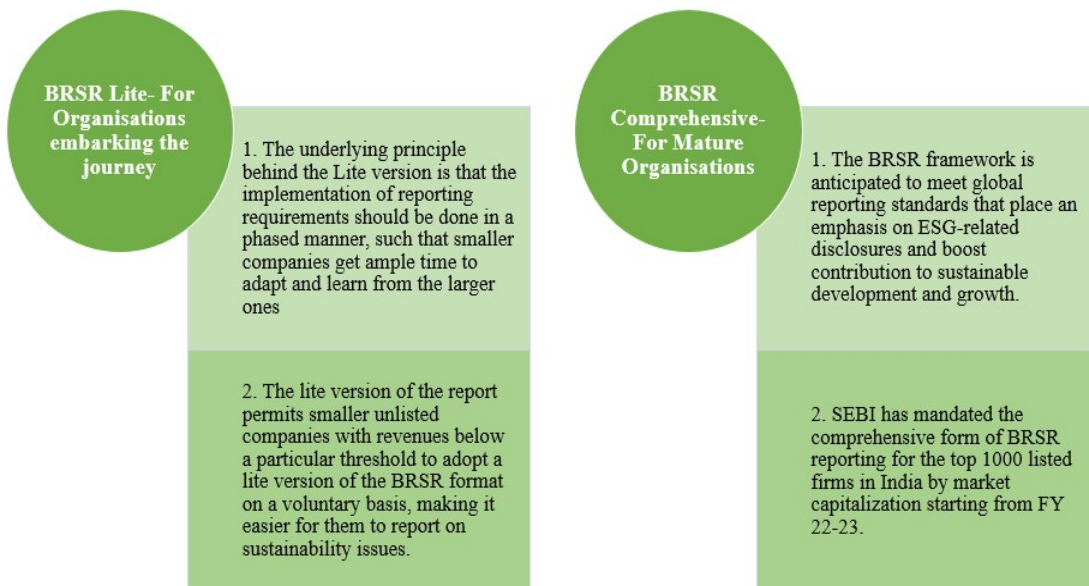 BRSR Lite- For
Organisations
embarking the
journey
1. The underlying principle
behind the Lite version is that the
implementation of reporting
requirements should be done in a
phased manner, such that smaller
companies get ample time to
adapt and learn from the larger
ones
2. The lite version of the report
permits smaller unlisted
companies with revenues below
a particular threshold to adopt a
lite version of the BRSR format
on a voluntary basis, making it
easier for them to report on
sustainability issues.
BRSR
Comprehensive-
For Mature
Organisations
1. The BRSR framework is
anticipated to meet global
reporting standards that place an
emphasis on ESG-related
disclosures and boost
contribution to sustainable
development and growth.
2. SEBI has mandated the
comprehensive form of BRSR
reporting for the top 1000 listed
firms in India by market
capitalization starting from FY
22-23.